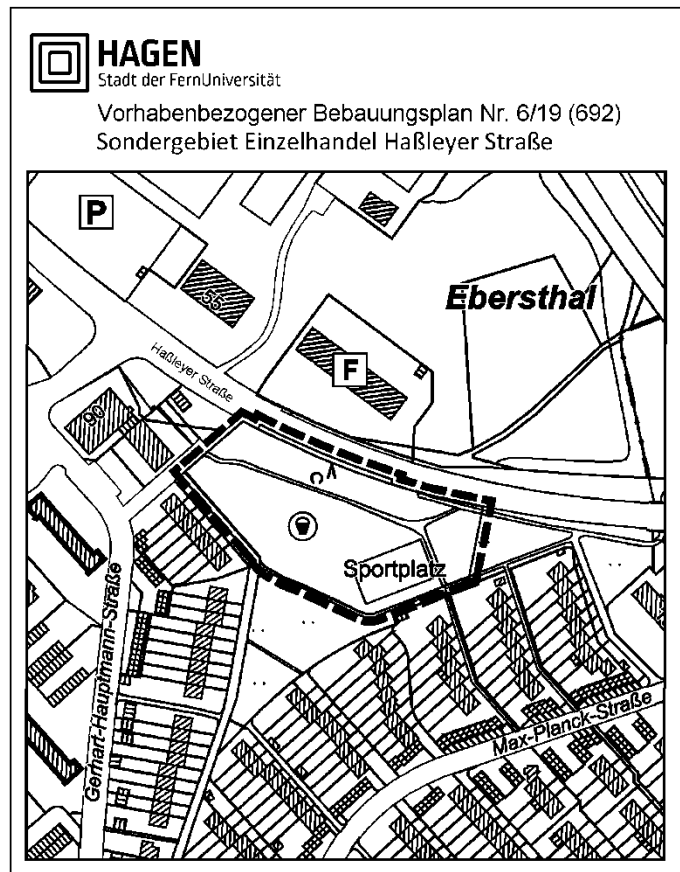 HAGEN
Stadt der FernUniversität
Vorhabenbezogener Bebauungsplan Nr. 6/19 (692)
Sondergebiet Einzelhandel Haßleyer Straße
P
55
Ebersthal
Haßleyer Straße
F
90
Sportplatz
Gerhart-Hauptmann-Straße
Max-Planck-Straße